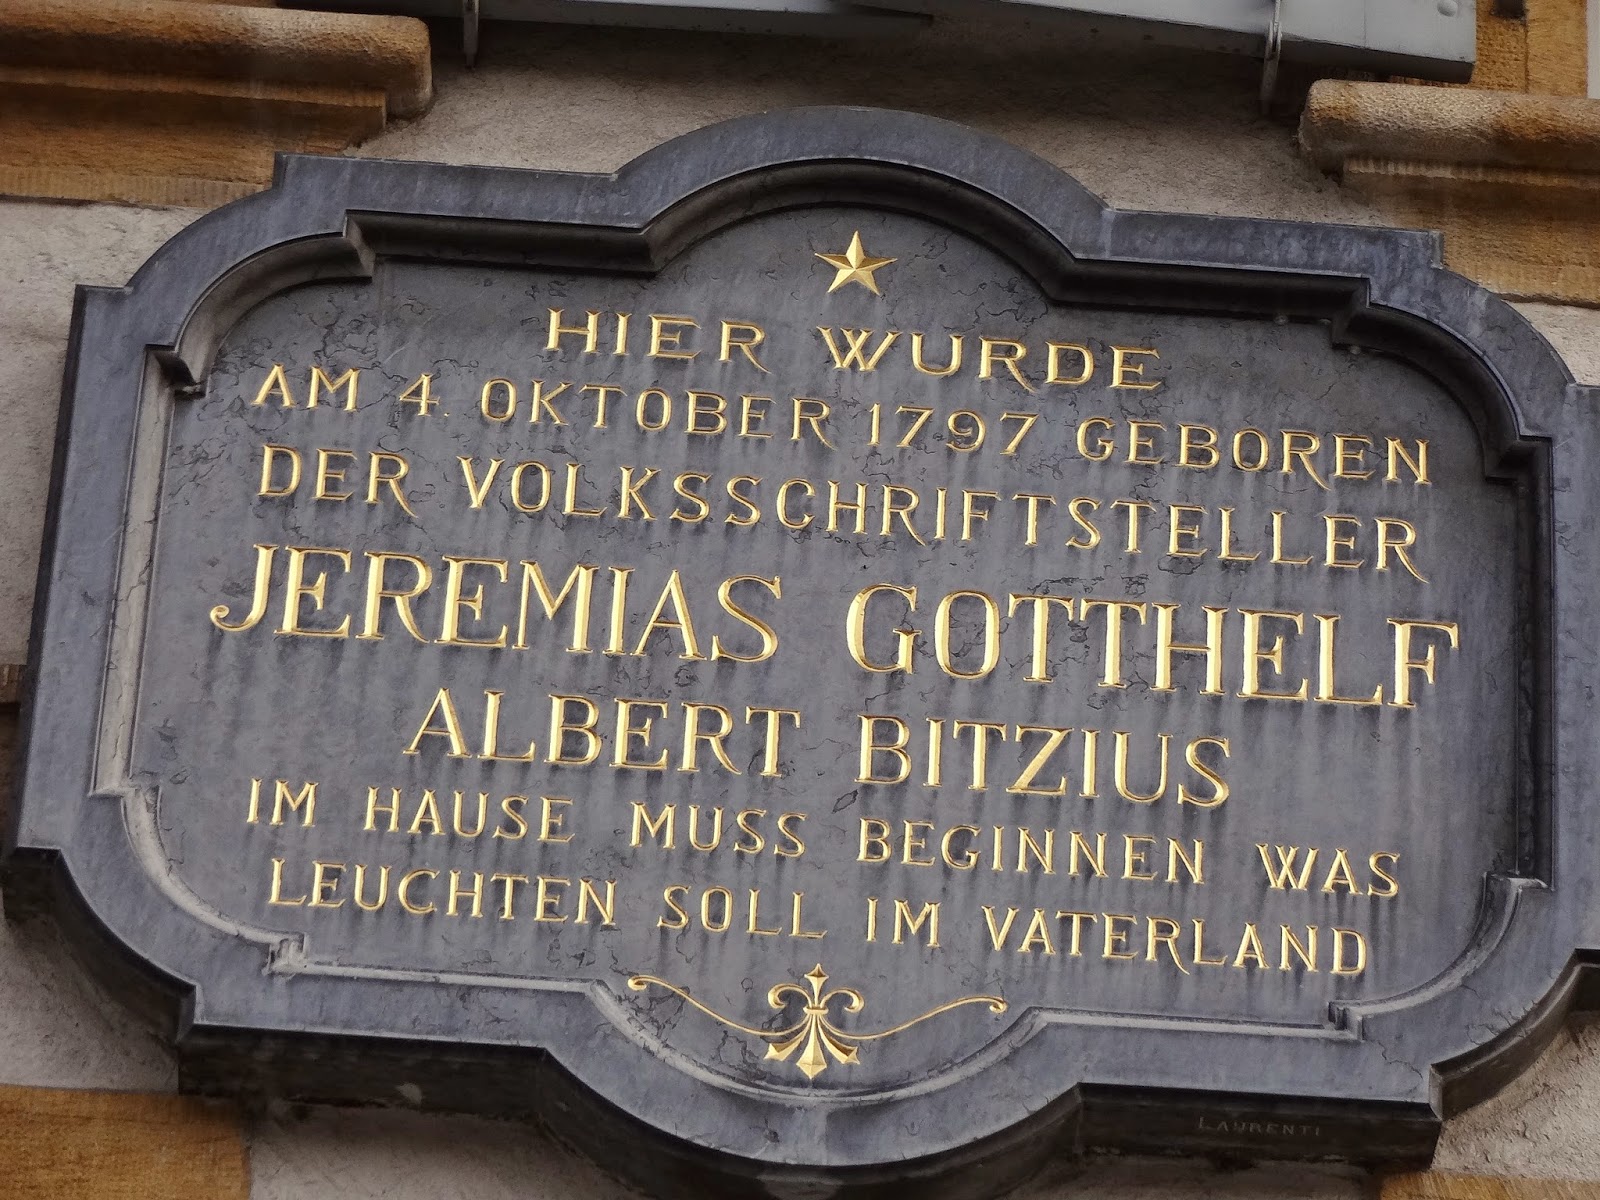 HIER WURDE
AM 4. OKTOBER 1797 GEBOREN
DER VOLKSSCHRIFTSTELLER
JEREMIAS GOTTHELF
ALBERT BITZIUS
IM HAUSE MUSS BEGINNEN WAS
LEUCHTEN SOLL IM VATERLAND
LAURENTI